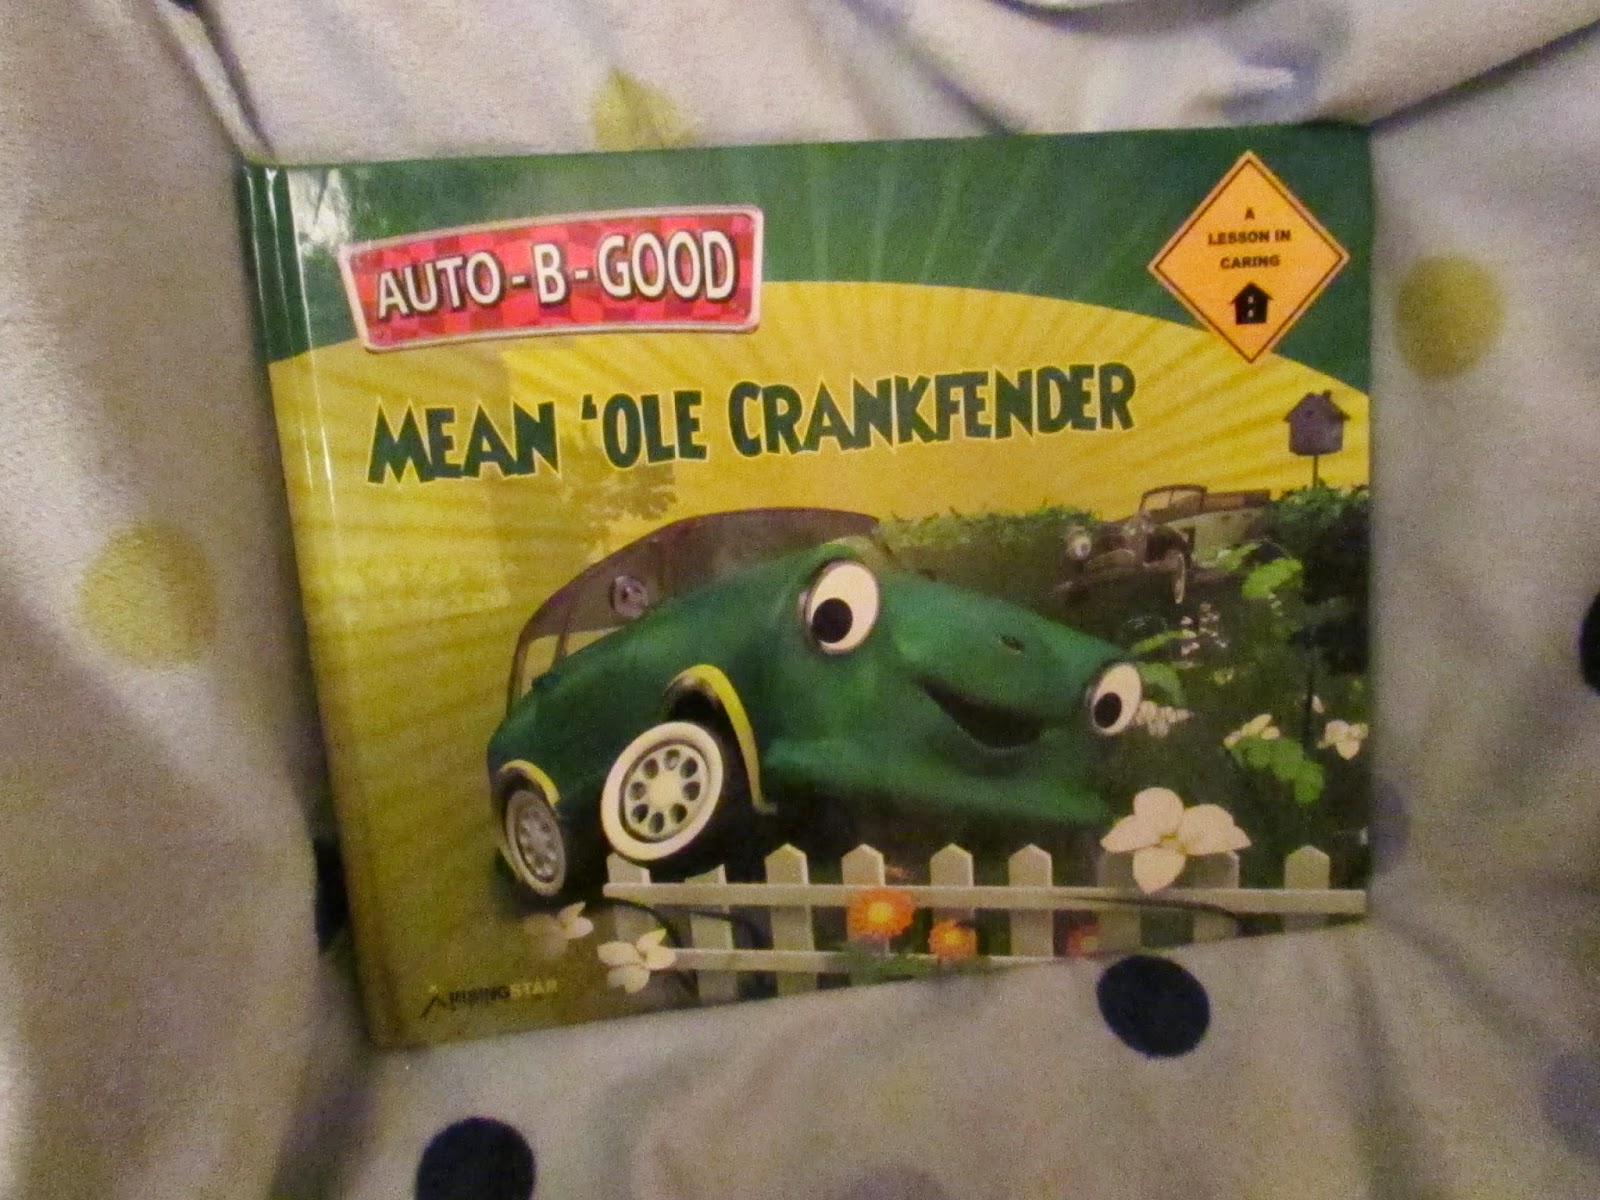 AUTO-B-GOOD
A
LESSON IN
CARING
MEAN 'OLE CRANKFENDER
RISINGSTAR